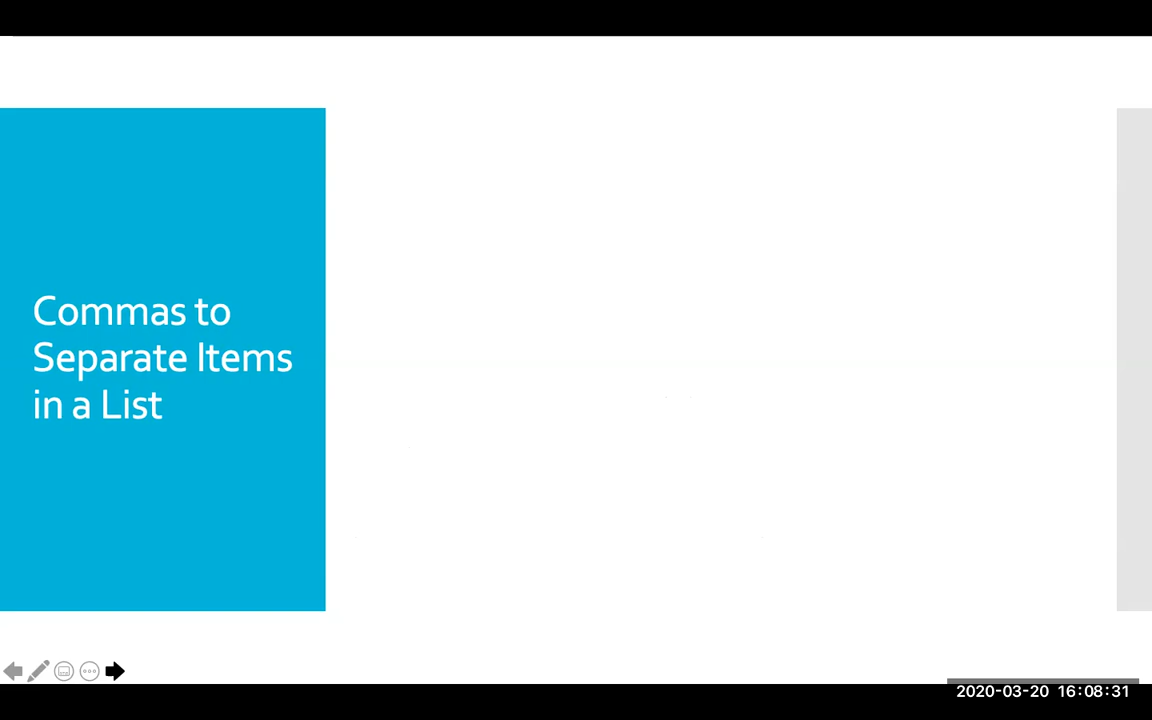 Commas to
Separate Items
in a List
2020-03-20 16:08:31